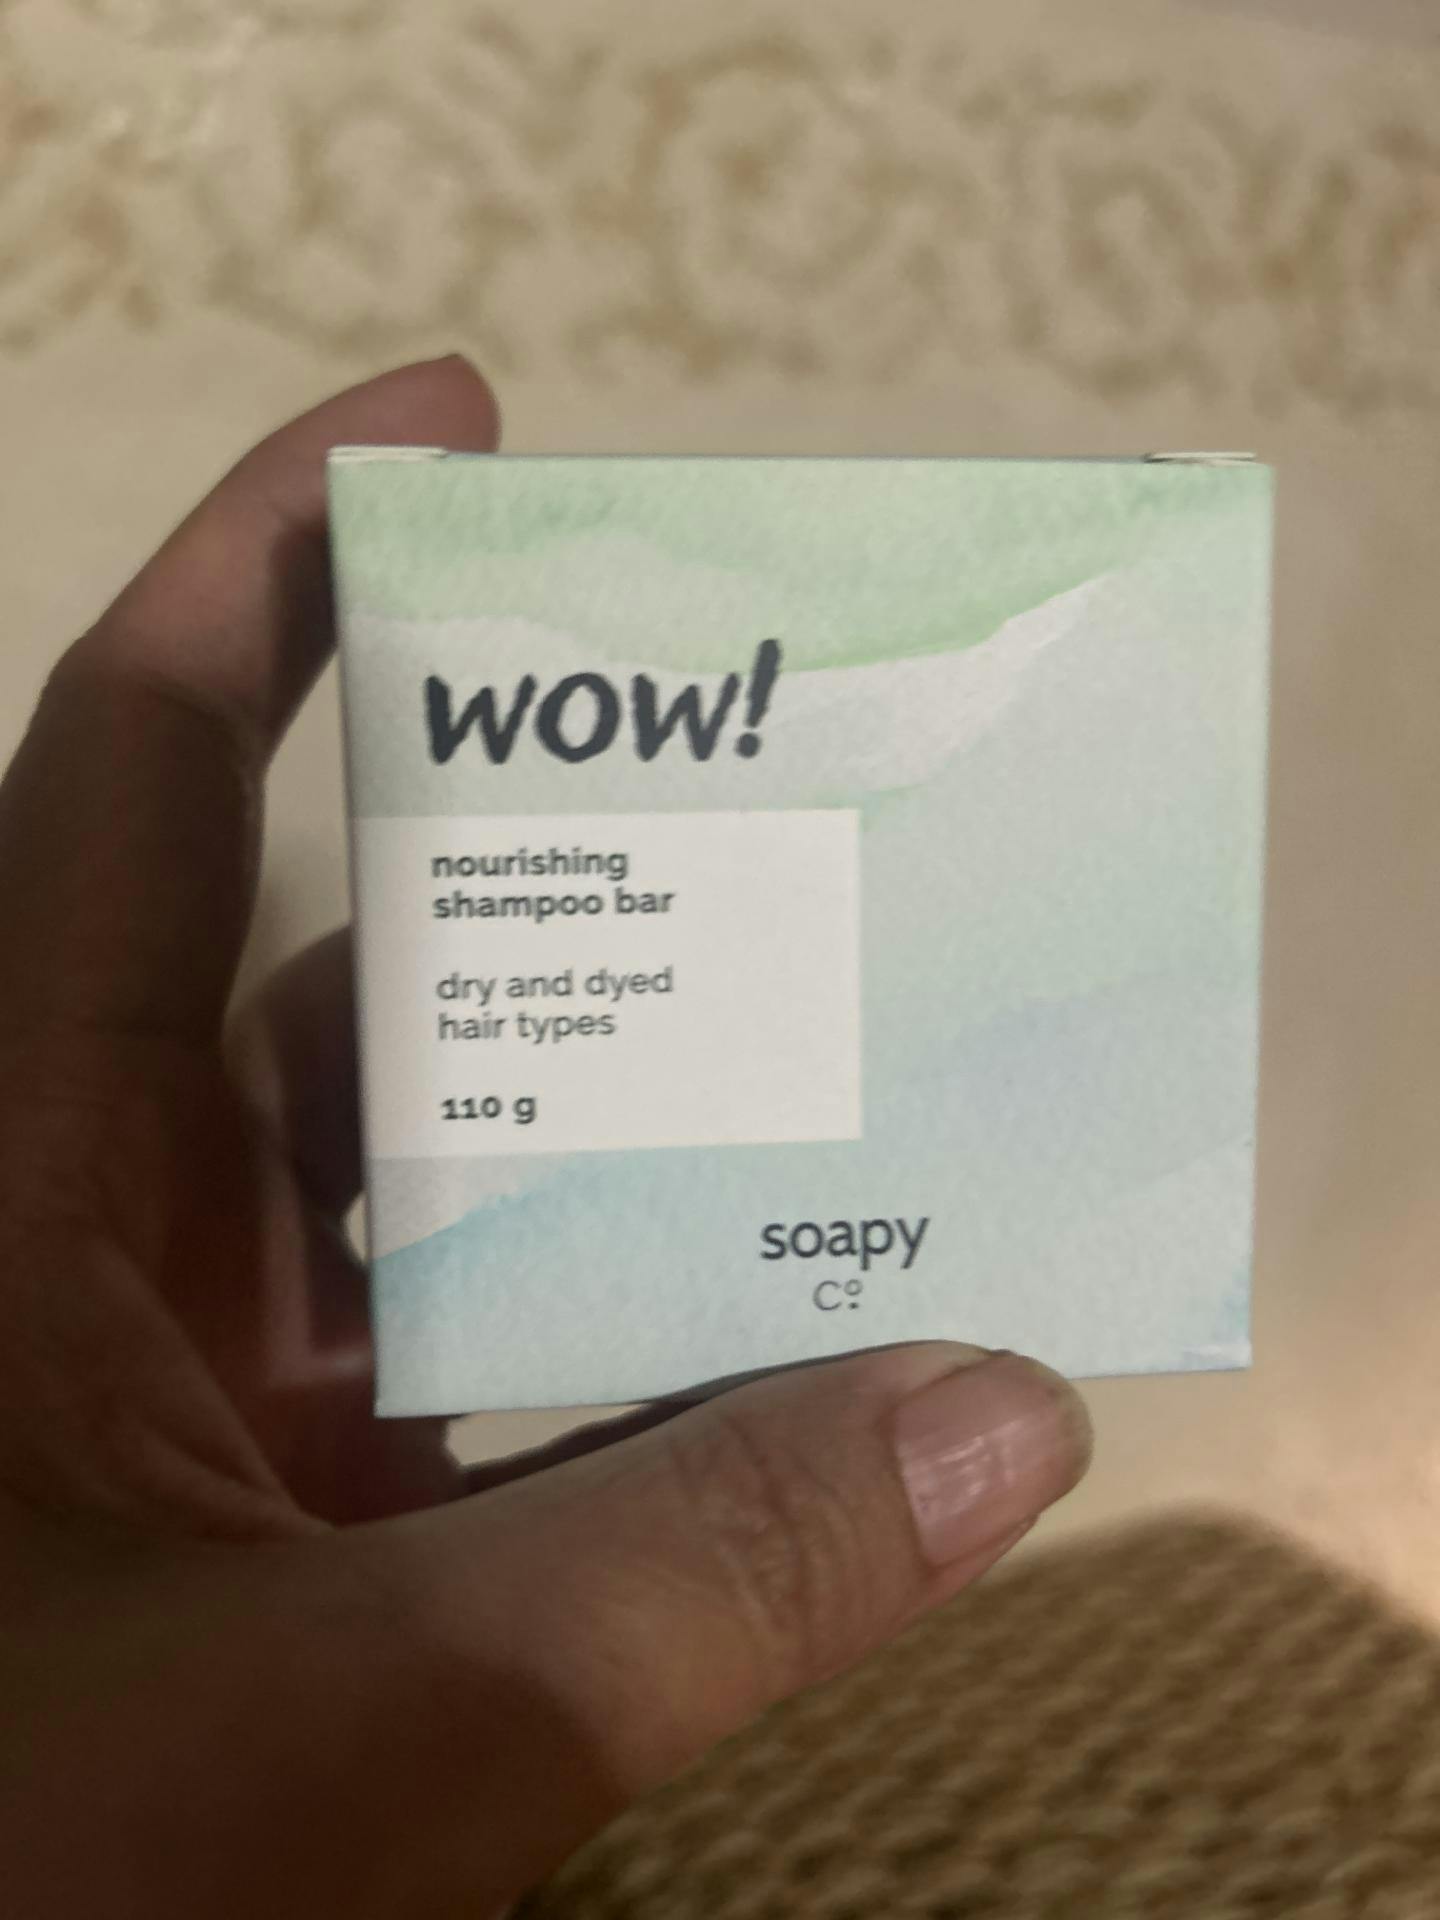 wow!
nourishing
shampoo bar
dry and dyed
hair types
110 g
soapy
Cº